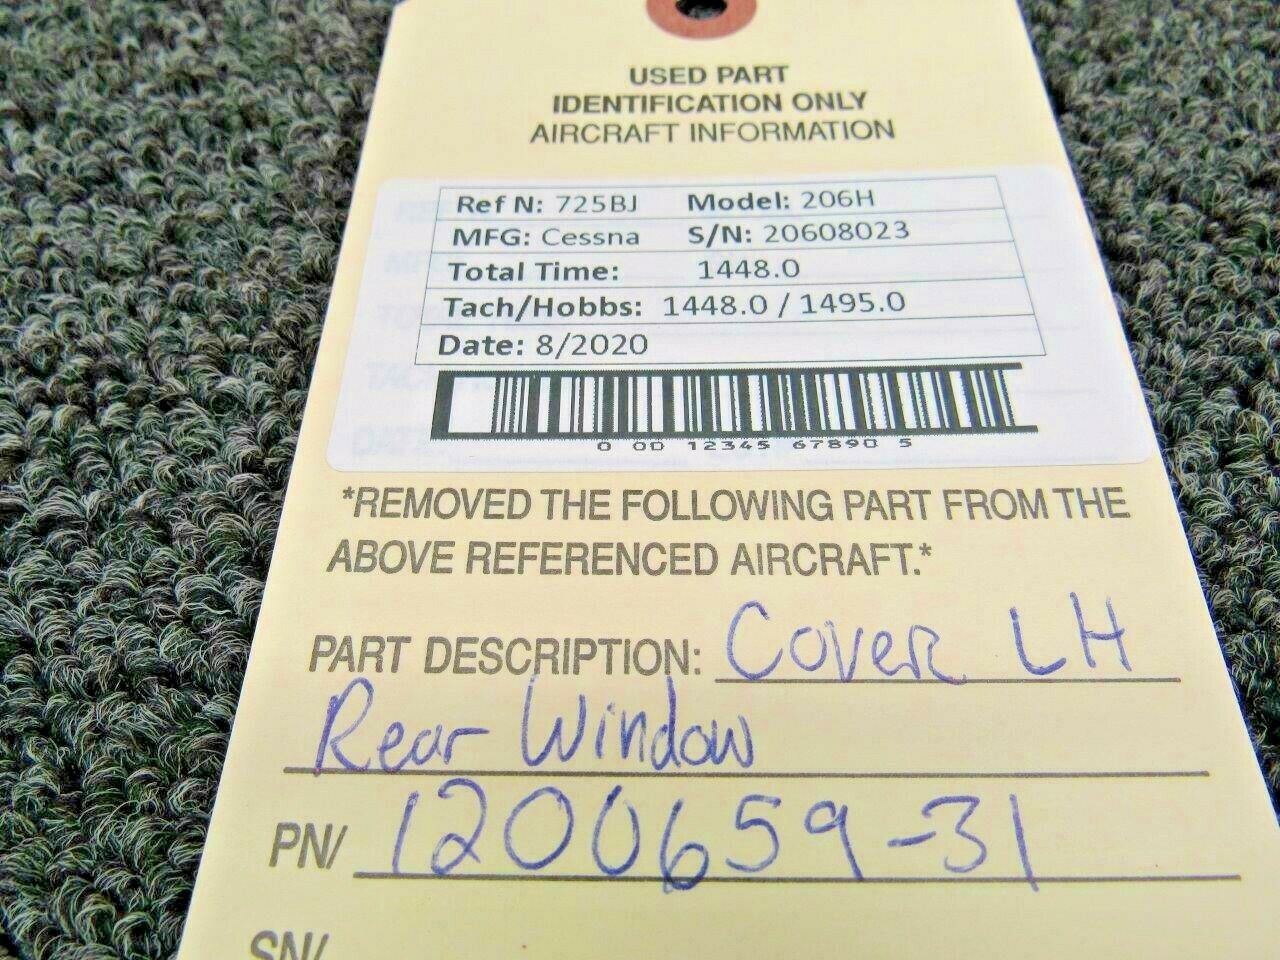 USED PART
IDENTIFICATION ONLY
AIRCRAFT INFORMATION
Ref N: 725BJ Model: 206H
MFG: Cessna S/N: 20608023
Total Time: 1448.0
Tach/Hobbs: 1448.0 / 1495.0
Date: 8/2020
0 00 12345 67890 5
*REMOVED THE FOLLOWING PART FROM THE
ABOVE REFERENCED AIRCRAFT.*
PART DESCRIPTION: Cover LH
Rear Window
PN/ 1200659-31
SN/